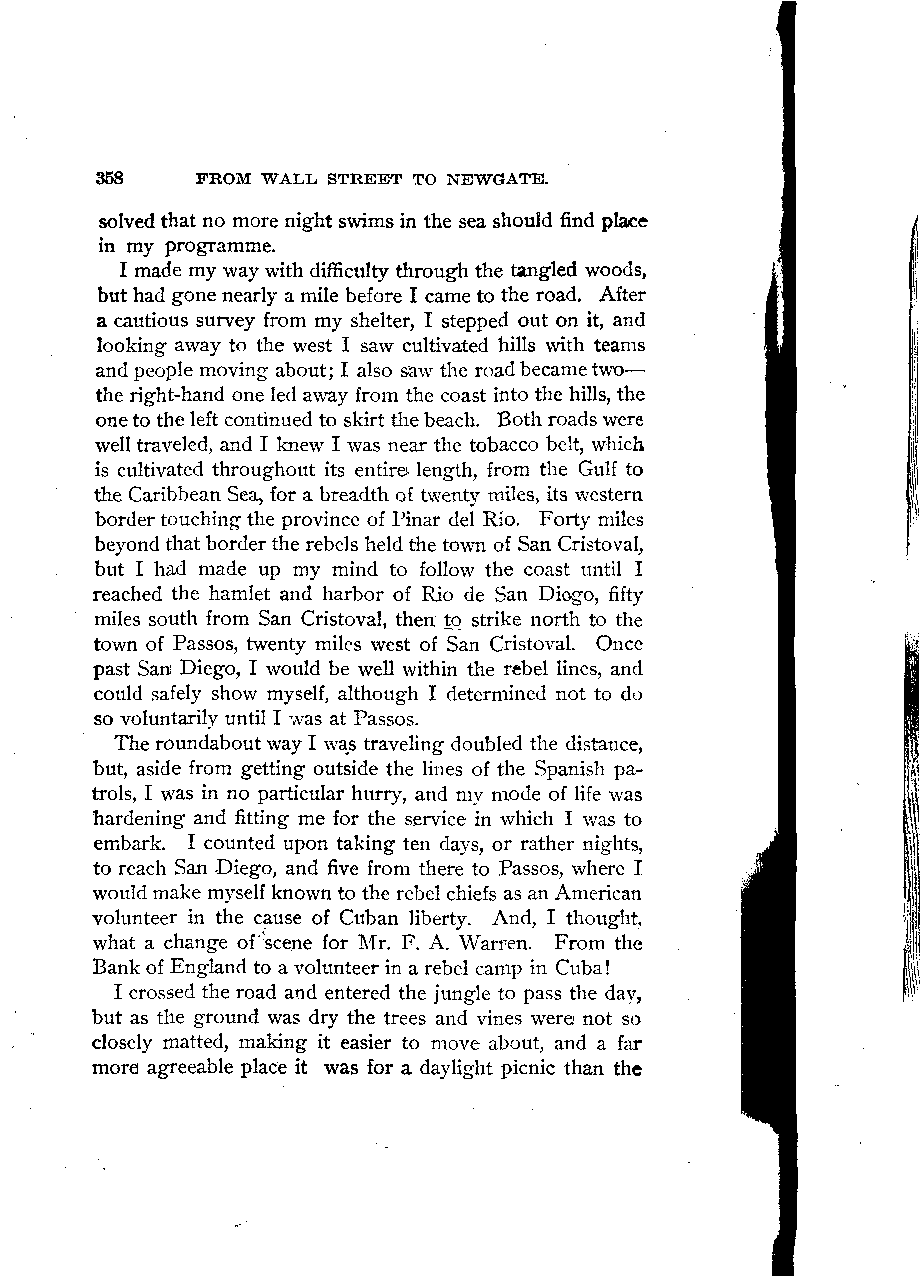 358 FROM WALL STREET TO NEWGATE.
solved that no more night swims in the sea should find place
in my programme.
I made my way with difficulty through the tangled woods,
but had gone nearly a mile before I came to the road. After
a cautious survey from my shelter, I stepped out on it, and
looking away to the west I saw cultivated hills with teams
and people moving about; I also saw the road became two—
the right-hand one led away from the coast into the hills, the
one to the left continued to skirt the beach. Both roads were
well traveled, and I knew I was near the tobacco belt, which
is cultivated throughout its entire length, from the Gulf to
the Caribbean Sea, for a breadth of twenty miles, its western
border touching the province of Pinar del Rio. Forty miles
beyond that border the rebels held the town of San Cristoval,
but I had made up my mind to follow the coast until I
reached the hamlet and harbor of Rio de San Diego, fifty
miles south from San Cristoval, then to strike north to the
town of Passos, twenty miles west of San Cristoval. Once
past San Diego, I would be well within the rebel lines, and
could safely show myself, although I determined not to do
so voluntarily until I was at Passos.
The roundabout way I was traveling doubled the distance,
but, aside from getting outside the lines of the Spanish pa-
trols, I was in no particular hurry, and my mode of life was
hardening and fitting me for the service in which I was to
embark. I counted upon taking ten days, or rather nights,
to reach San Diego, and five from there to Passos, where I
would make myself known to the rebel chiefs as an American
volunteer in the cause of Cuban liberty. And, I thought,
what a change of scene for Mr. F. A. Warren. From the
Bank of England to a volunteer in a rebel camp in Cuba!
I crossed the road and entered the jungle to pass the day,
but as the ground was dry the trees and vines were not so
closely matted, making it easier to move about, and a far
more agreeable place it was for a daylight picnic than the